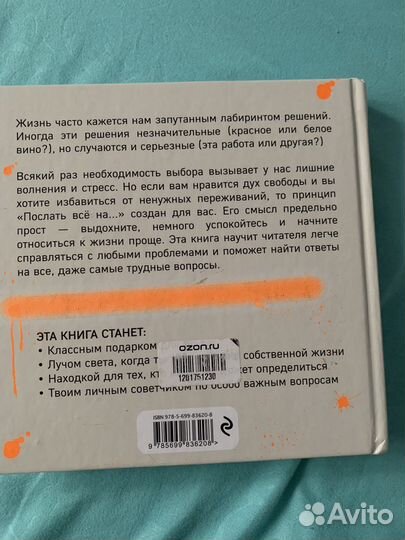 Жизнь часто кажется нам запутанным лабиринтом решений.
Иногда эти решения незначительные (красное или белое
вино?), но случаются и серьезные (эта работа или другая?)
Всякий раз необходимость выбора вызывает у нас лишние
волнения и стресс. Но если вам нравится дух свободы и вы
хотите избавиться от ненужных переживаний, то принцип
«Послать всё на...» создан для вас. Его смысл предельно
прост — выдохните, немного успокойтесь и начните
относиться к жизни проще. Эта книга научит читателя легче
справляться с любыми проблемами и поможет найти ответы
на все, даже самые трудные вопросы.
ЭТА КНИГА СТАНЕТ:
• Классным подарком
ozon.ru
• Лучом света, когда собственной жизни
• Находкой для тех, определиться
1201751230
• Твоим личным советчиком по особо важным вопросам
ISBN 978-5-699-83620-8
9 785699 836208 >
Avito